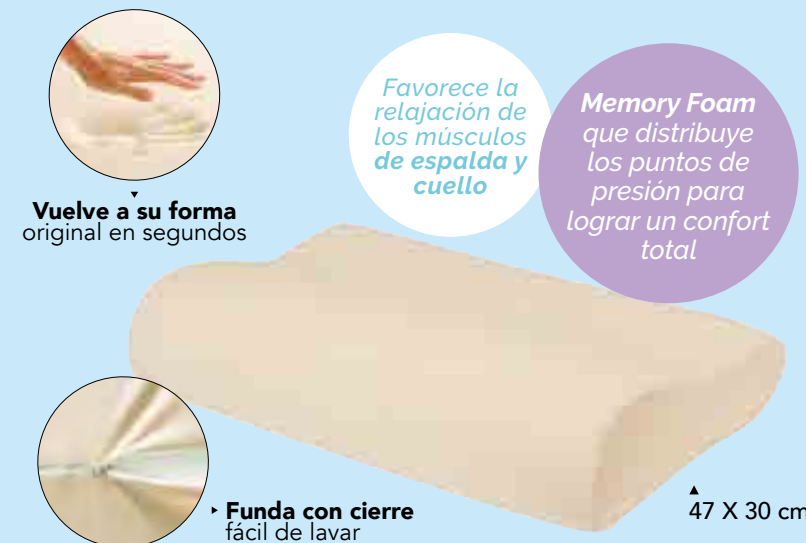 Favorece la
relajación de
los músculos
de espalda y
cuello
Memory Foam
que distribuye
los puntos de
presión para
lograr un confort
total
Vuelve a su forma
original en segundos
Funda con cierre
fácil de lavar
47 X 30 cm